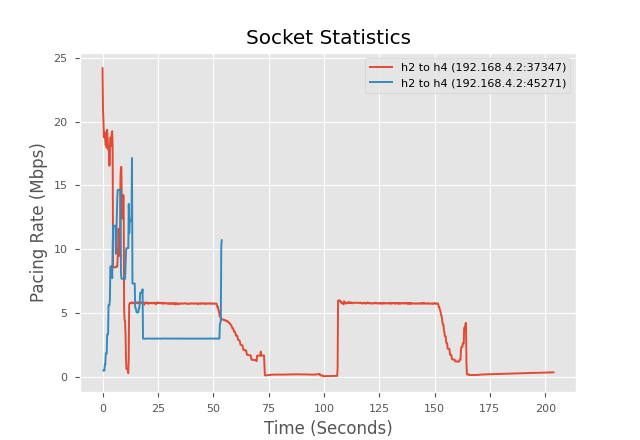 Socket Statistics
h2 to h4 (192.168.4.2:37347)
h2 to h4 (192.168.4.2:45271)
Pacing Rate (Mbps)
25
20
15
10
5
0
0 25 50 75 100 125 150 175 200
Time (Seconds)